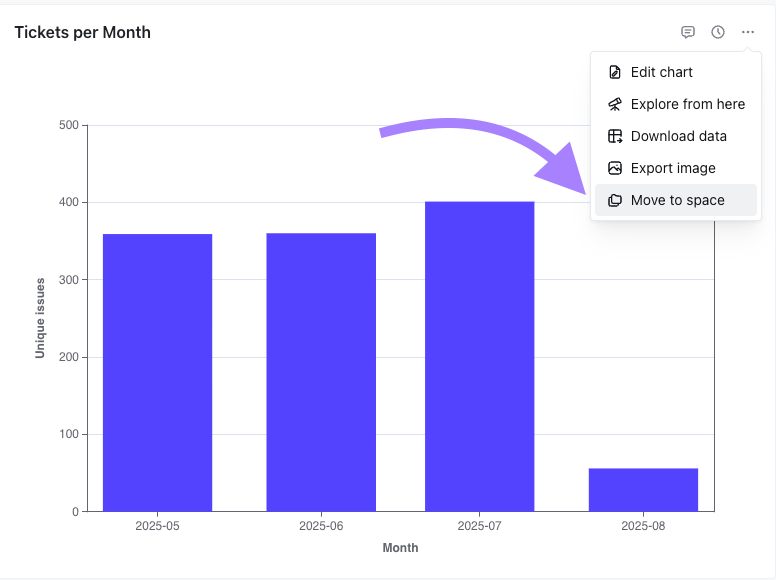 Tickets per Month
Edit chart
Explore from here
Download data
Export image
Move to space
500
400
300
200
100
0
Unique issues
2025-05
2025-06
2025-07
2025-08
Month